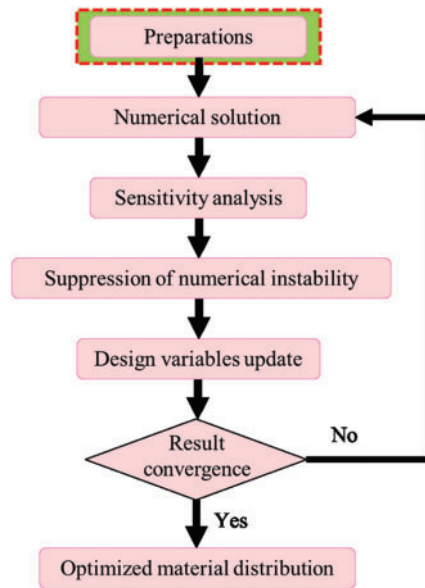 Preparations
Numerical solution
Sensitivity analysis
Suppression of numerical instability
Design variables update
Result
convergence
No
Yes
Optimized material distribution